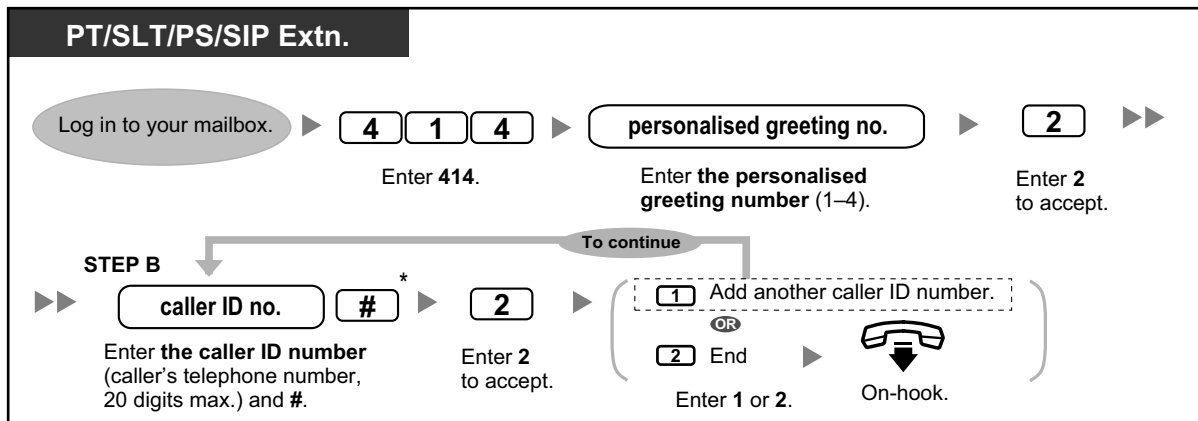 PT/SLT/PS/SIP Extn.
Log in to your mailbox.
4 1 4
personalised greeting no.
2
Enter 414.
Enter the personalised
greeting number (1–4).
Enter 2
to accept.
To continue
STEP B
caller ID no.
# *
2
1 Add another caller ID number.
OR
2 End
Enter the caller ID number
(caller's telephone number,
20 digits max.) and #.
Enter 2
to accept.
Enter 1 or 2.
On-hook.